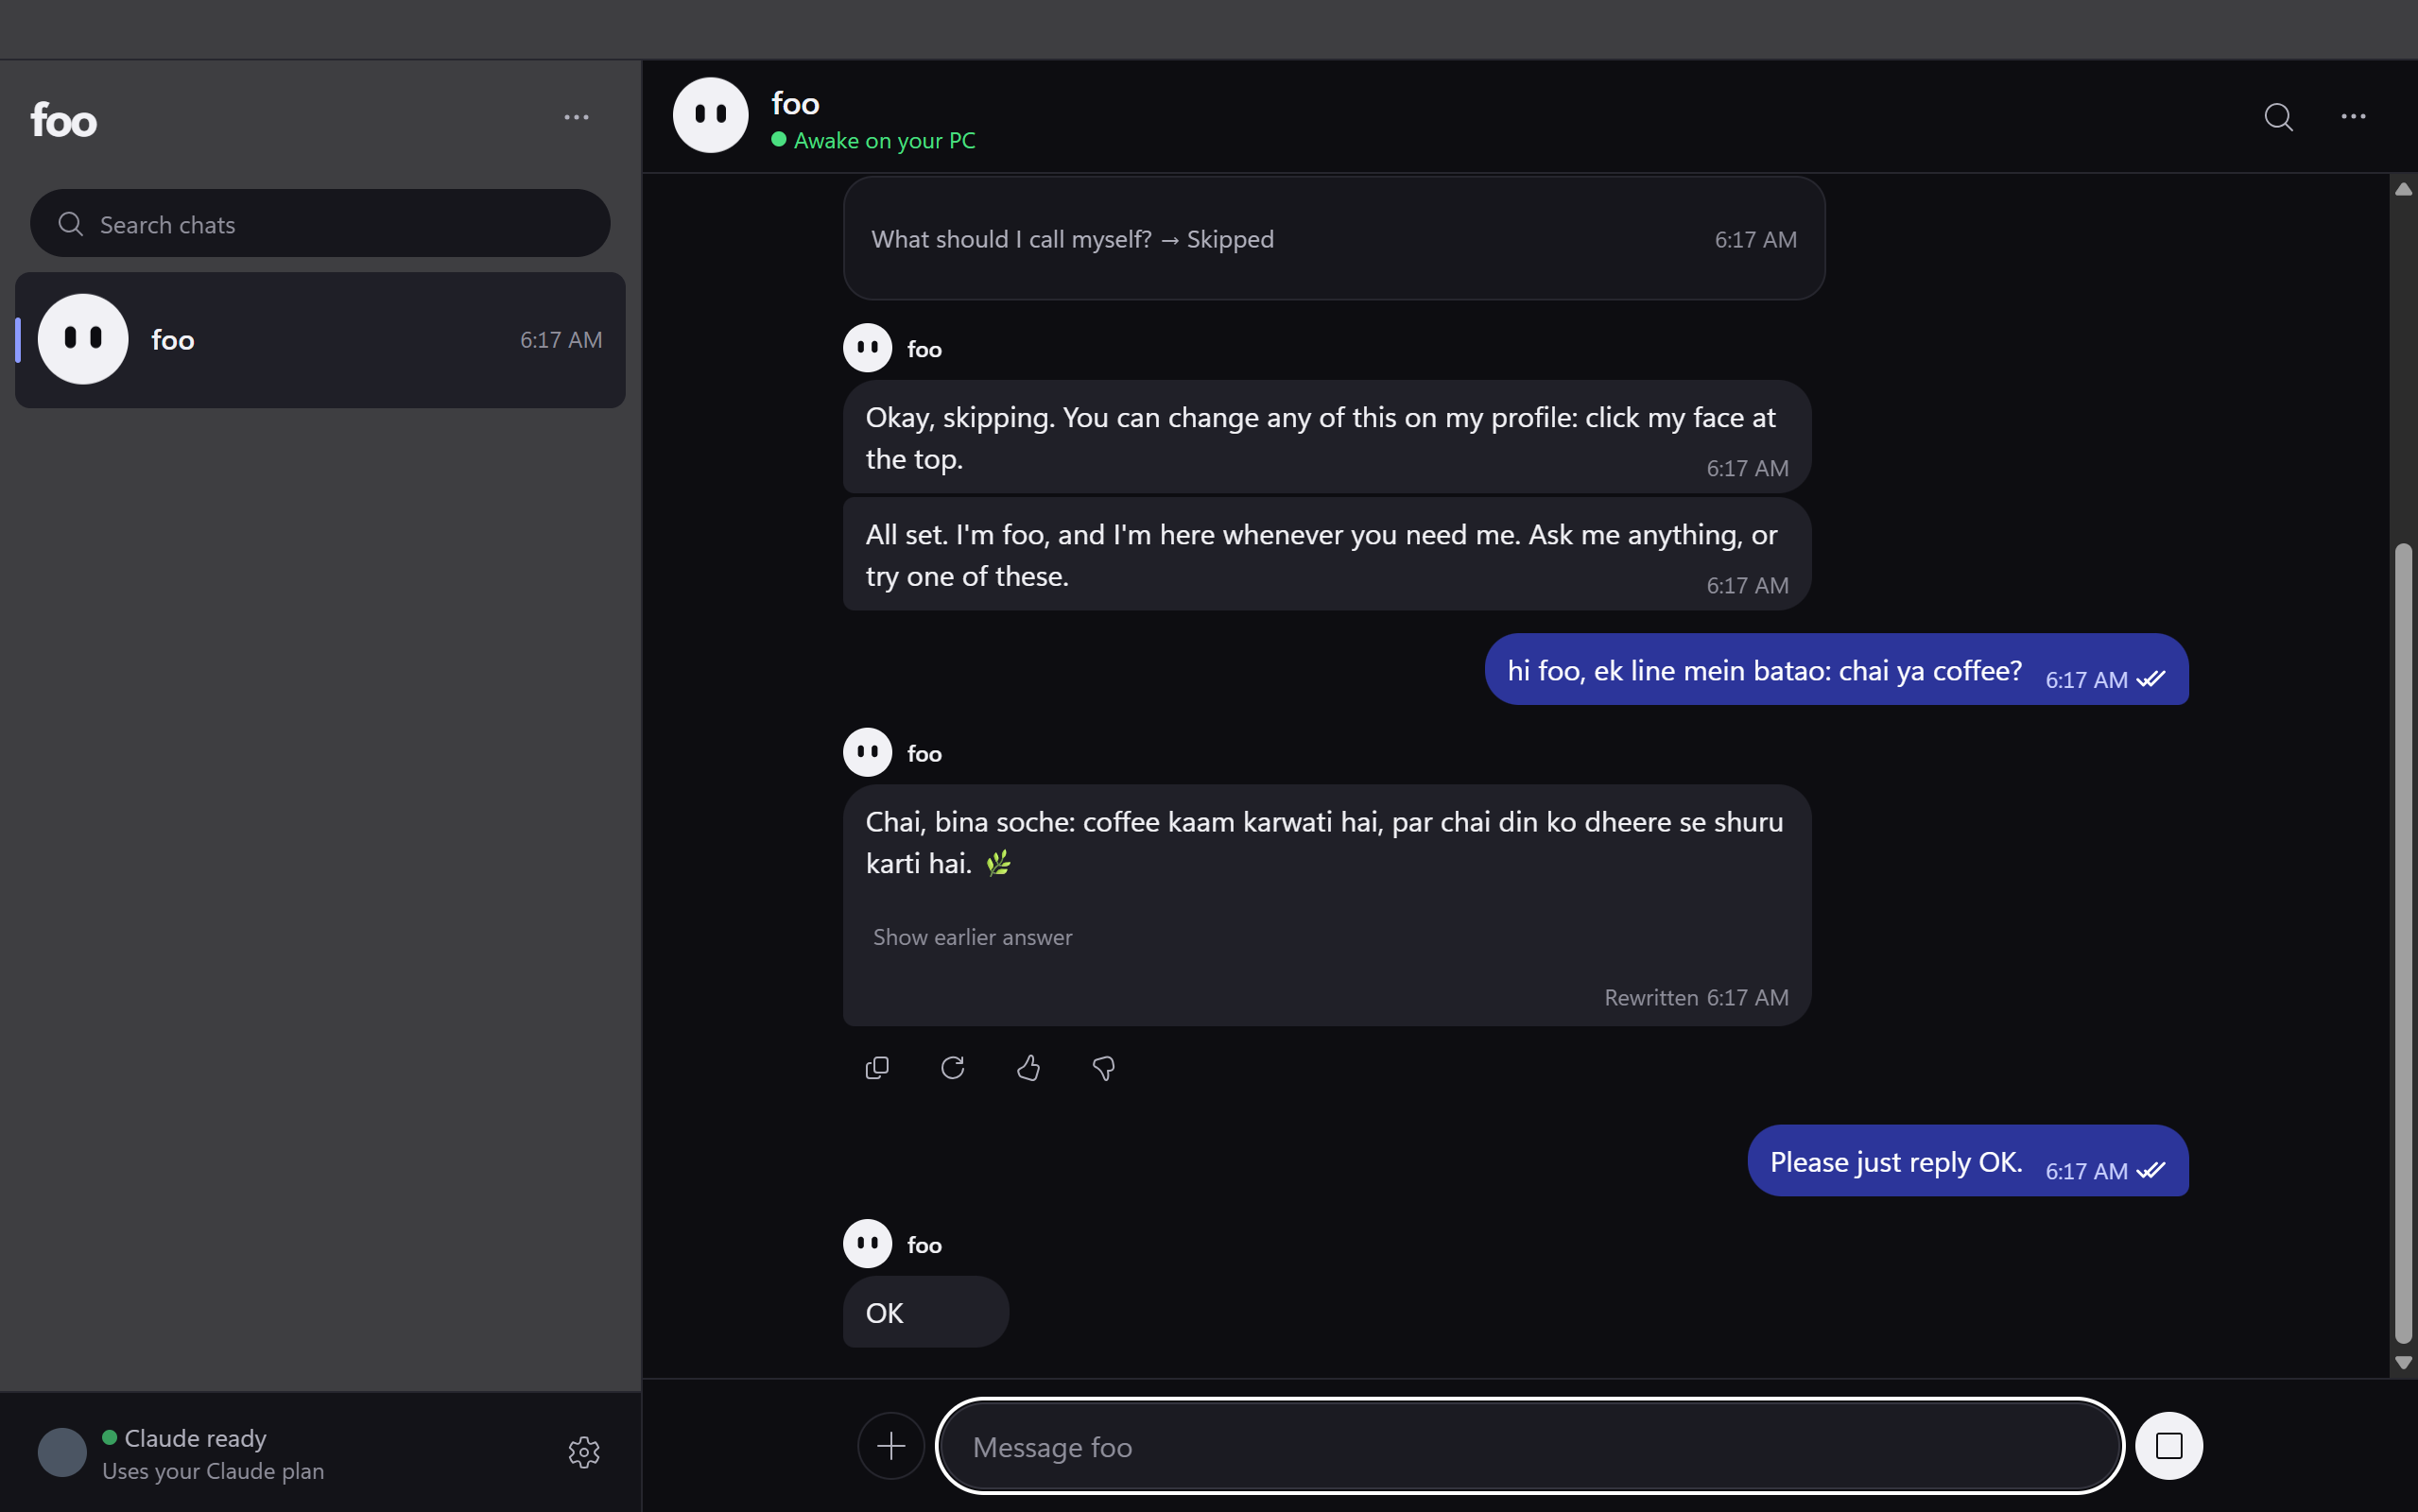 foo
Search chats
foo
6:17 AM
Claude ready
Uses your Claude plan
foo
Awake on your PC
What should I call myself? → Skipped
6:17 AM
foo
Okay, skipping. You can change any of this on my profile: click my face at
the top.
6:17 AM
All set. I'm foo, and I'm here whenever you need me. Ask me anything, or
try one of these.
6:17 AM
hi foo, ek line mein batao: chai ya coffee?
6:17 AM
foo
Chai, bina soche: coffee kaam karwati hai, par chai din ko dheere se shuru
karti hai. 🌿
Show earlier answer
Rewritten 6:17 AM
Please just reply OK.
6:17 AM
foo
OK
Message foo